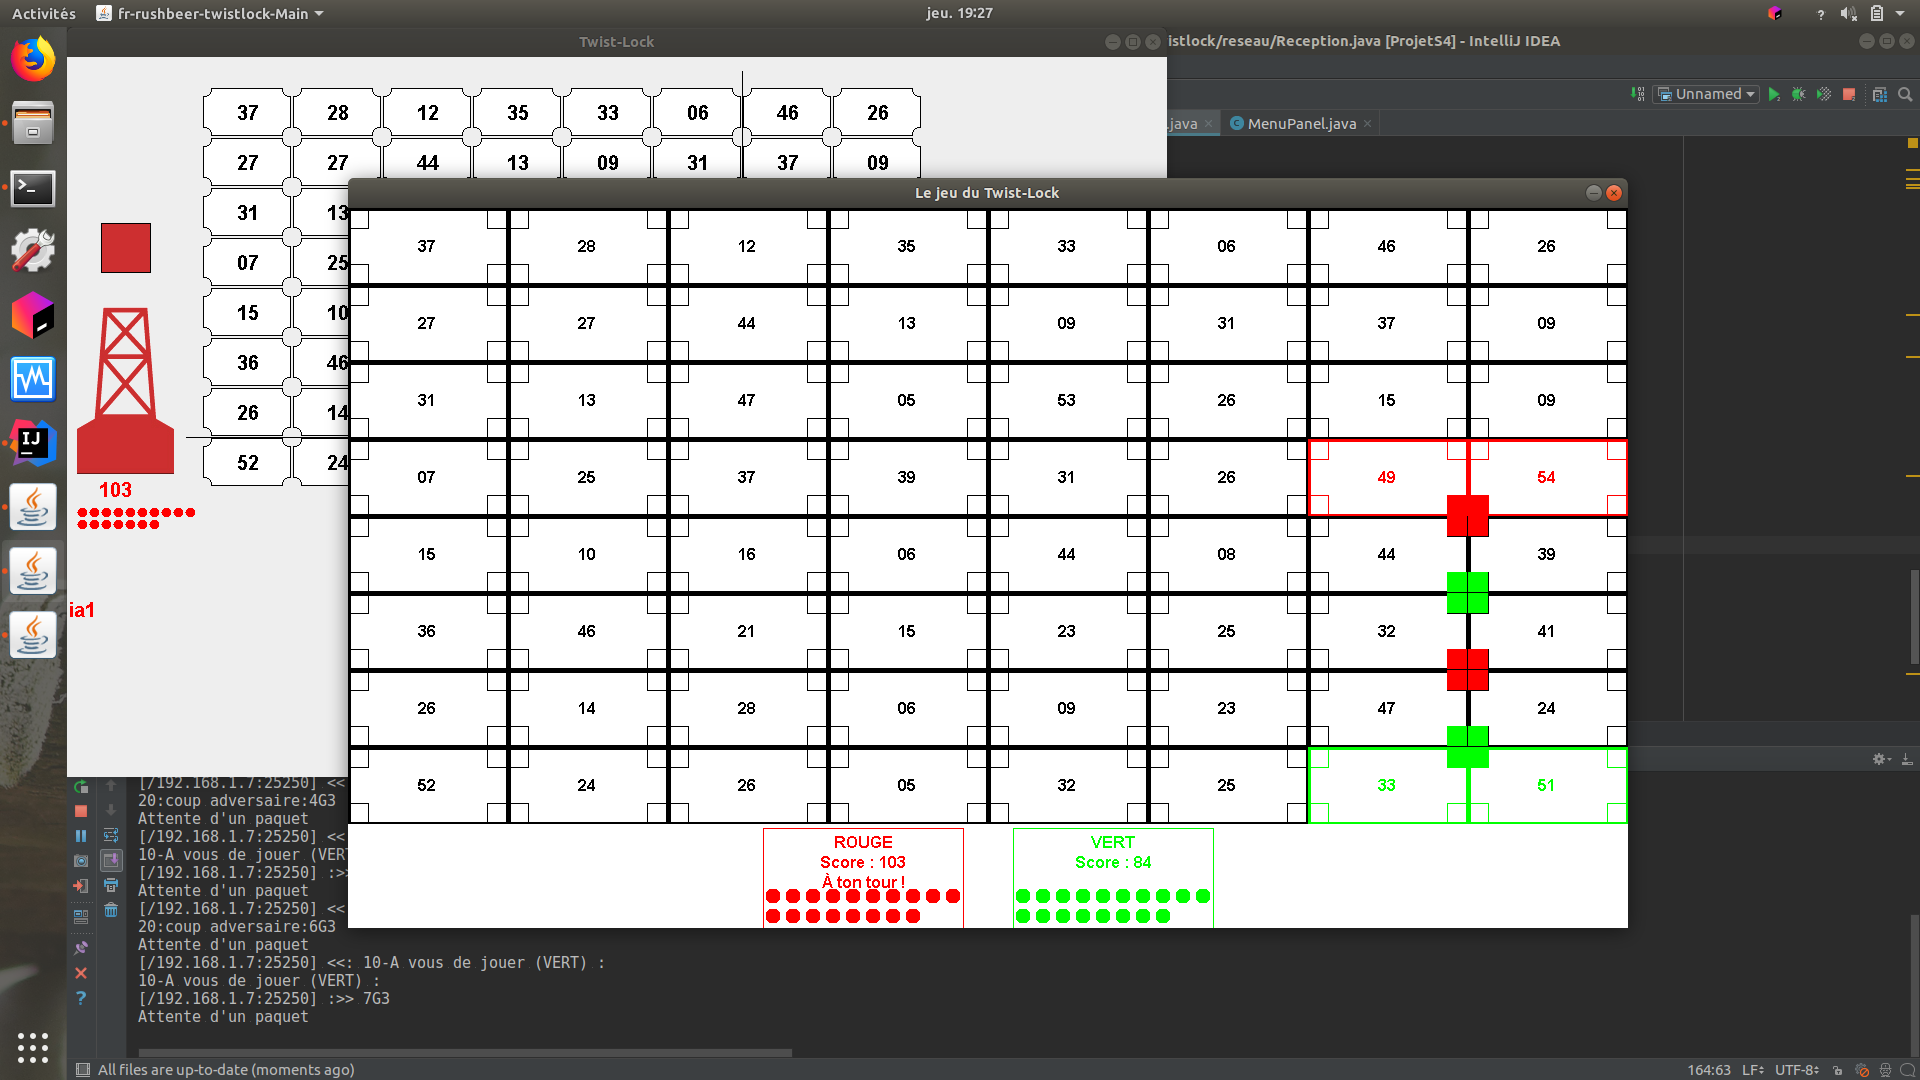 Activités
fr-rushbeer-twistlock-Main
jeu. 19:27
Twist-Lock
istlock/reseau/Reception.java [ProjetS4] - IntelliJ IDEA
Unnamed
.java
MenuPanel.java
37 28 12 35 33 06 46 26
27 27 44 13 09 31 37 09
31 13
07 25
15 10
36 46
26 14
52 24
103
ia1
Le jeu du Twist-Lock
37 28 12 35 33 06 46 26
27 27 44 13 09 31 37 09
31 13 47 05 53 26 15 09
07 25 37 39 31 26 49 54
15 10 16 06 44 08 44 39
36 46 21 15 23 25 32 41
26 14 28 06 09 23 47 24
52 24 26 05 32 25 33 51
ROUGE
Score : 103
À ton tour !
VERT
Score : 84
[/192.168.1.7:25250] <<
20:coup adversaire:4G3
Attente d'un paquet
[/192.168.1.7:25250] <<
10-A vous de jouer (VERT
[/192.168.1.7:25250] :>>
Attente d'un paquet
[/192.168.1.7:25250] <<
20:coup adversaire:6G3
Attente d'un paquet
[/192.168.1.7:25250] <<: 10-A vous de jouer (VERT) :
10-A vous de jouer (VERT) :
[/192.168.1.7:25250] :>> 7G3
Attente d'un paquet
All files are up-to-date (moments ago)
164:63 LF UTF-8